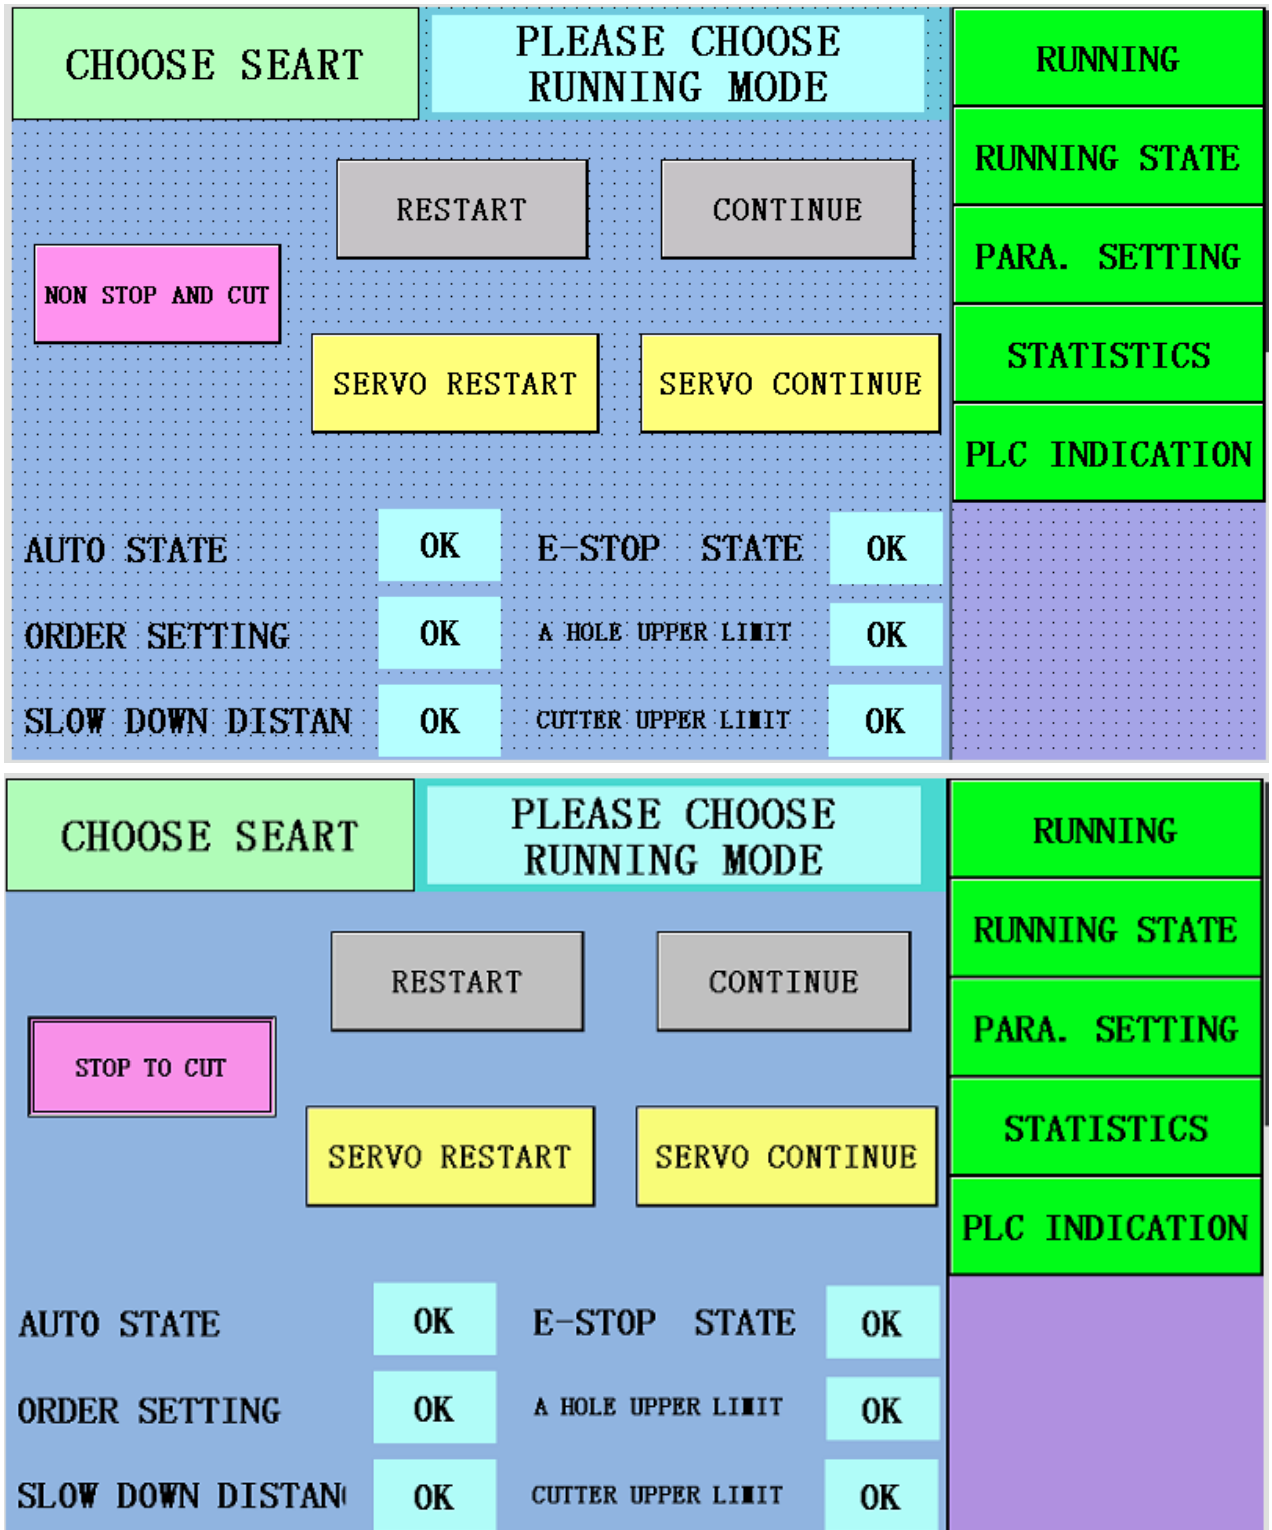 CHOOSE SEART
PLEASE CHOOSE
RUNNING MODE
RUNNING
RUNNING STATE
PARA. SETTING
STATISTICS
PLC INDICATION
RESTART
CONTINUE
NON STOP AND CUT
SERVO RESTART
SERVO CONTINUE
AUTO STATE
OK
E-STOP STATE
OK
ORDER SETTING
OK
A HOLE UPPER LIMIT
OK
SLOW DOWN DISTAN
OK
CUTTER UPPER LIMIT
OK
CHOOSE SEART
PLEASE CHOOSE
RUNNING MODE
RUNNING
RUNNING STATE
PARA. SETTING
STATISTICS
PLC INDICATION
RESTART
CONTINUE
STOP TO CUT
SERVO RESTART
SERVO CONTINUE
AUTO STATE
OK
E-STOP STATE
OK
ORDER SETTING
OK
A HOLE UPPER LIMIT
OK
SLOW DOWN DISTAN
OK
CUTTER UPPER LIMIT
OK